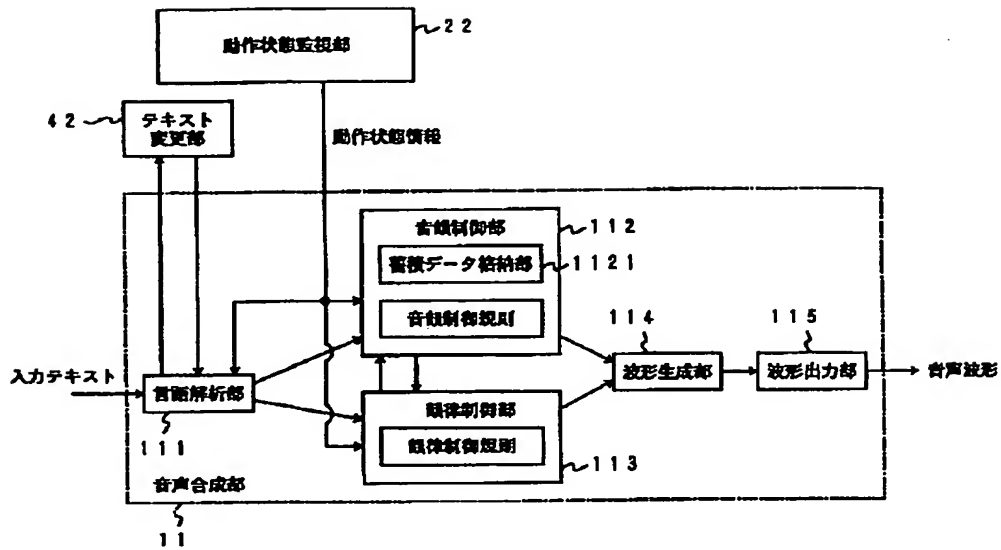 動作状態監視部
22
42
テキスト
変更部
動作状態情報
音韻制御部
112
蓄積データ格納部
1121
音韻制御規則
114
115
入力テキスト
言語解析部
波形生成部
波形出力部
音声波形
111
韻律制御部
韻律制御規則
113
音声合成部
11